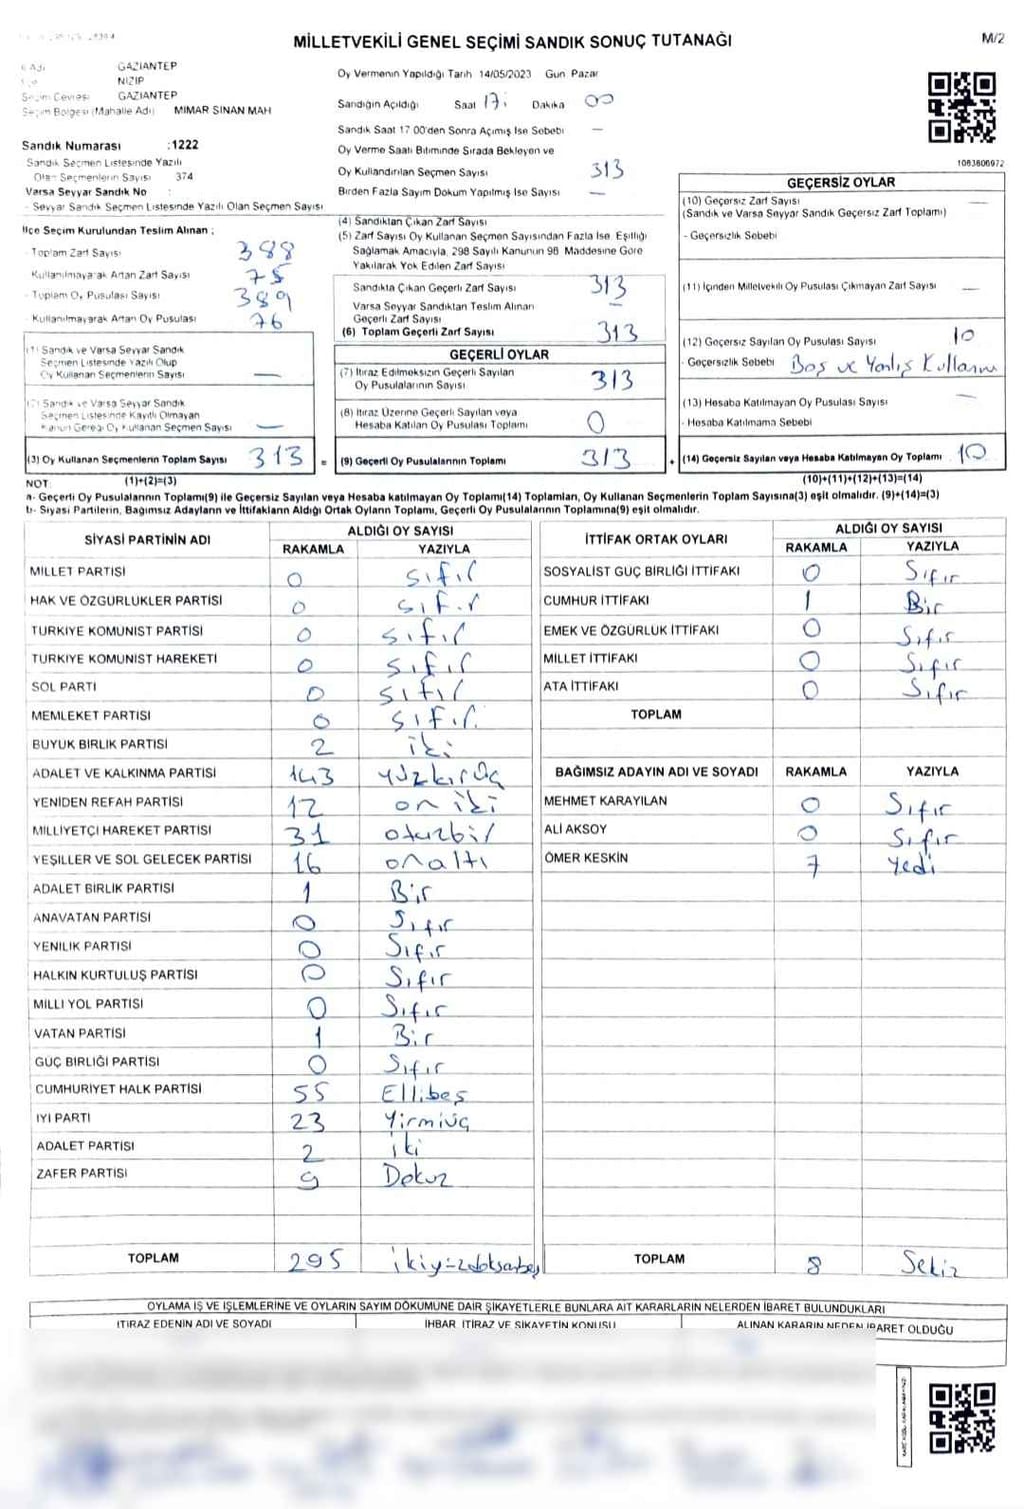 MİLLETVEKİLİ GENEL SEÇİMİ SANDIK SONUÇ TUTANAĞI
M/2
GAZİANTEP
NİZİP
Seçim Çevresi GAZİANTEP
Seçim Bölgesi (Mahalle Adı) MİMAR SİNAN MAH
Sandık Numarası :1222
Sandık Seçmen Listesinde Yazılı
Olan Seçmenlerin Sayısı 374
Varsa Seyyar Sandık No :
- Seyyar Sandık Seçmen Listesinde Yazılı Olan Seçmen Sayısı
Oy Vermenin Yapıldığı Tarih 14/05/2023 Gün Pazar
Sandığın Açıldığı Saat 17: Dakika 00
Sandık Saat 17 00'den Sonra Açımış İse Sebebi —
Oy Verme Saati Bitiminde Sırada Bekleyen ve
Oy Kullandırılan Seçmen Sayısı 313
Birden Fazla Sayım Döküm Yapılmış İse Sayısı —
1083606972
İlçe Seçim Kurulundan Teslim Alınan ;
- Toplam Zarf Sayısı 388
Kullanılmayarak Artan Zarf Sayısı 75
- Toplam Oy Pusulası Sayısı 389
- Kullanılmayarak Artan Oy Pusulası 76
(1) Sandık ve Varsa Seyyar Sandık
Seçmen Listesinde Yazılı Olup
Oy Kullanan Seçmenlerin Sayısı —
(2) Sandık ve Varsa Seyyar Sandık
Seçmen Listesinde Kayıtlı Olmayan
Kanun Gereği Oy Kullanan Seçmen Sayısı —
(3) Oy Kullanan Seçmenlerin Toplam Sayısı 313 =
(4) Sandıktan Çıkan Zarf Sayısı
(5) Zarf Sayısı Oy Kullanan Seçmen Sayısından Fazla İse, Eşitliği
Sağlamak Amacıyla, 298 Sayılı Kanunun 98 Maddesine Göre
Yakılarak Yok Edilen Zarf Sayısı
Sandıkta Çıkan Geçerli Zarf Sayısı 313
Varsa Seyyar Sandıktan Teslim Alınan
Geçerli Zarf Sayısı —
(6) Toplam Geçerli Zarf Sayısı 313
GEÇERLİ OYLAR
(7) İtiraz Edilmeksizin Geçerli Sayılan
Oy Pusulalarının Sayısı 313
(8) İtiraz Üzerine Geçerli Sayılan veya
Hesaba Katılan Oy Pusulası Toplamı 0
(9) Geçerli Oy Pusulalarının Toplamı 313 +
GEÇERSİZ OYLAR
(10) Geçersiz Zarf Sayısı —
(Sandık ve Varsa Seyyar Sandık Geçersiz Zarf Toplamı)
- Geçersizlik Sebebi
(11) İçinden Milletvekili Oy Pusulası Çıkmayan Zarf Sayısı —
(12) Geçersiz Sayılan Oy Pusulası Sayısı 10
- Geçersizlik Sebebi Boş ve Yanlış Kullanım
(13) Hesaba Katılmayan Oy Pusulası Sayısı —
- Hesaba Katılmama Sebebi
(14) Geçersiz Sayılan veya Hesaba Katılmayan Oy Toplamı 10
NOT: (1)+(2)=(3) (10)+(11)+(12)+(13)=(14)
a- Geçerli Oy Pusulalarının Toplamı(9) ile Geçersiz Sayılan veya Hesaba katılmayan Oy Toplamı(14) Toplamları, Oy Kullanan Seçmenlerin Toplam Sayısına(3) eşit olmalıdır. (9)+(14)=(3)
b- Siyasi Partilerin, Bağımsız Adayların ve İttifakların Aldığı Ortak Oyların Toplamı, Geçerli Oy Pusulalarının Toplamına(9) eşit olmalıdır.
SİYASİ PARTİNİN ADI ALDIĞI OY SAYISI
RAKAMLA YAZIYLA
MİLLET PARTİSİ 0 sıfır
HAK VE ÖZGÜRLÜKLER PARTİSİ 0 sıfır
TÜRKİYE KOMÜNİST PARTİSİ 0 sıfır
TÜRKİYE KOMÜNİST HAREKETİ 0 sıfır
SOL PARTİ 0 sıfır
MEMLEKET PARTİSİ 0 sıfır
BÜYÜK BİRLİK PARTİSİ 2 iki
ADALET VE KALKINMA PARTİSİ 143 yüzkırküç
YENİDEN REFAH PARTİSİ 12 oniki
MİLLİYETÇİ HAREKET PARTİSİ 31 otuzbir
YEŞİLLER VE SOL GELECEK PARTİSİ 16 onaltı
ADALET BİRLİK PARTİSİ 1 Bir
ANAVATAN PARTİSİ 0 Sıfır
YENİLİK PARTİSİ 0 Sıfır
HALKIN KURTULUŞ PARTİSİ 0 Sıfır
MİLLİ YOL PARTİSİ 0 Sıfır
VATAN PARTİSİ 1 Bir
GÜÇ BİRLİĞİ PARTİSİ 0 Sıfır
CUMHURİYET HALK PARTİSİ 55 Ellibeş
İYİ PARTİ 23 Yirmiüç
ADALET PARTİSİ 2 iki
ZAFER PARTİSİ 9 Dokuz
TOPLAM 295 ikiyüzdoksanbeş
İTTİFAK ORTAK OYLARI ALDIĞI OY SAYISI
RAKAMLA YAZIYLA
SOSYALİST GÜÇ BİRLİĞİ İTTİFAKI 0 Sıfır
CUMHUR İTTİFAKI 1 Bir
EMEK VE ÖZGÜRLÜK İTTİFAKI 0 Sıfır
MİLLET İTTİFAKI 0 Sıfır
ATA İTTİFAKI 0 Sıfır
TOPLAM
BAĞIMSIZ ADAYIN ADI VE SOYADI RAKAMLA YAZIYLA
MEHMET KARAYILAN 0 Sıfır
ALİ AKSOY 0 Sıfır
ÖMER KESKİN 7 Yedi
TOPLAM 8 Sekiz
OYLAMA İŞ VE İŞLEMLERİNE VE OYLARIN SAYIM DÖKÜMÜNE DAİR ŞİKAYETLERLE BUNLARA AİT KARARLARIN NELERDEN İBARET BULUNDUKLARI
İTİRAZ EDENİN ADI VE SOYADI İHBAR, İTİRAZ VE ŞİKAYETİN KONUSU ALINAN KARARIN NEDEN İBARET OLDUĞU